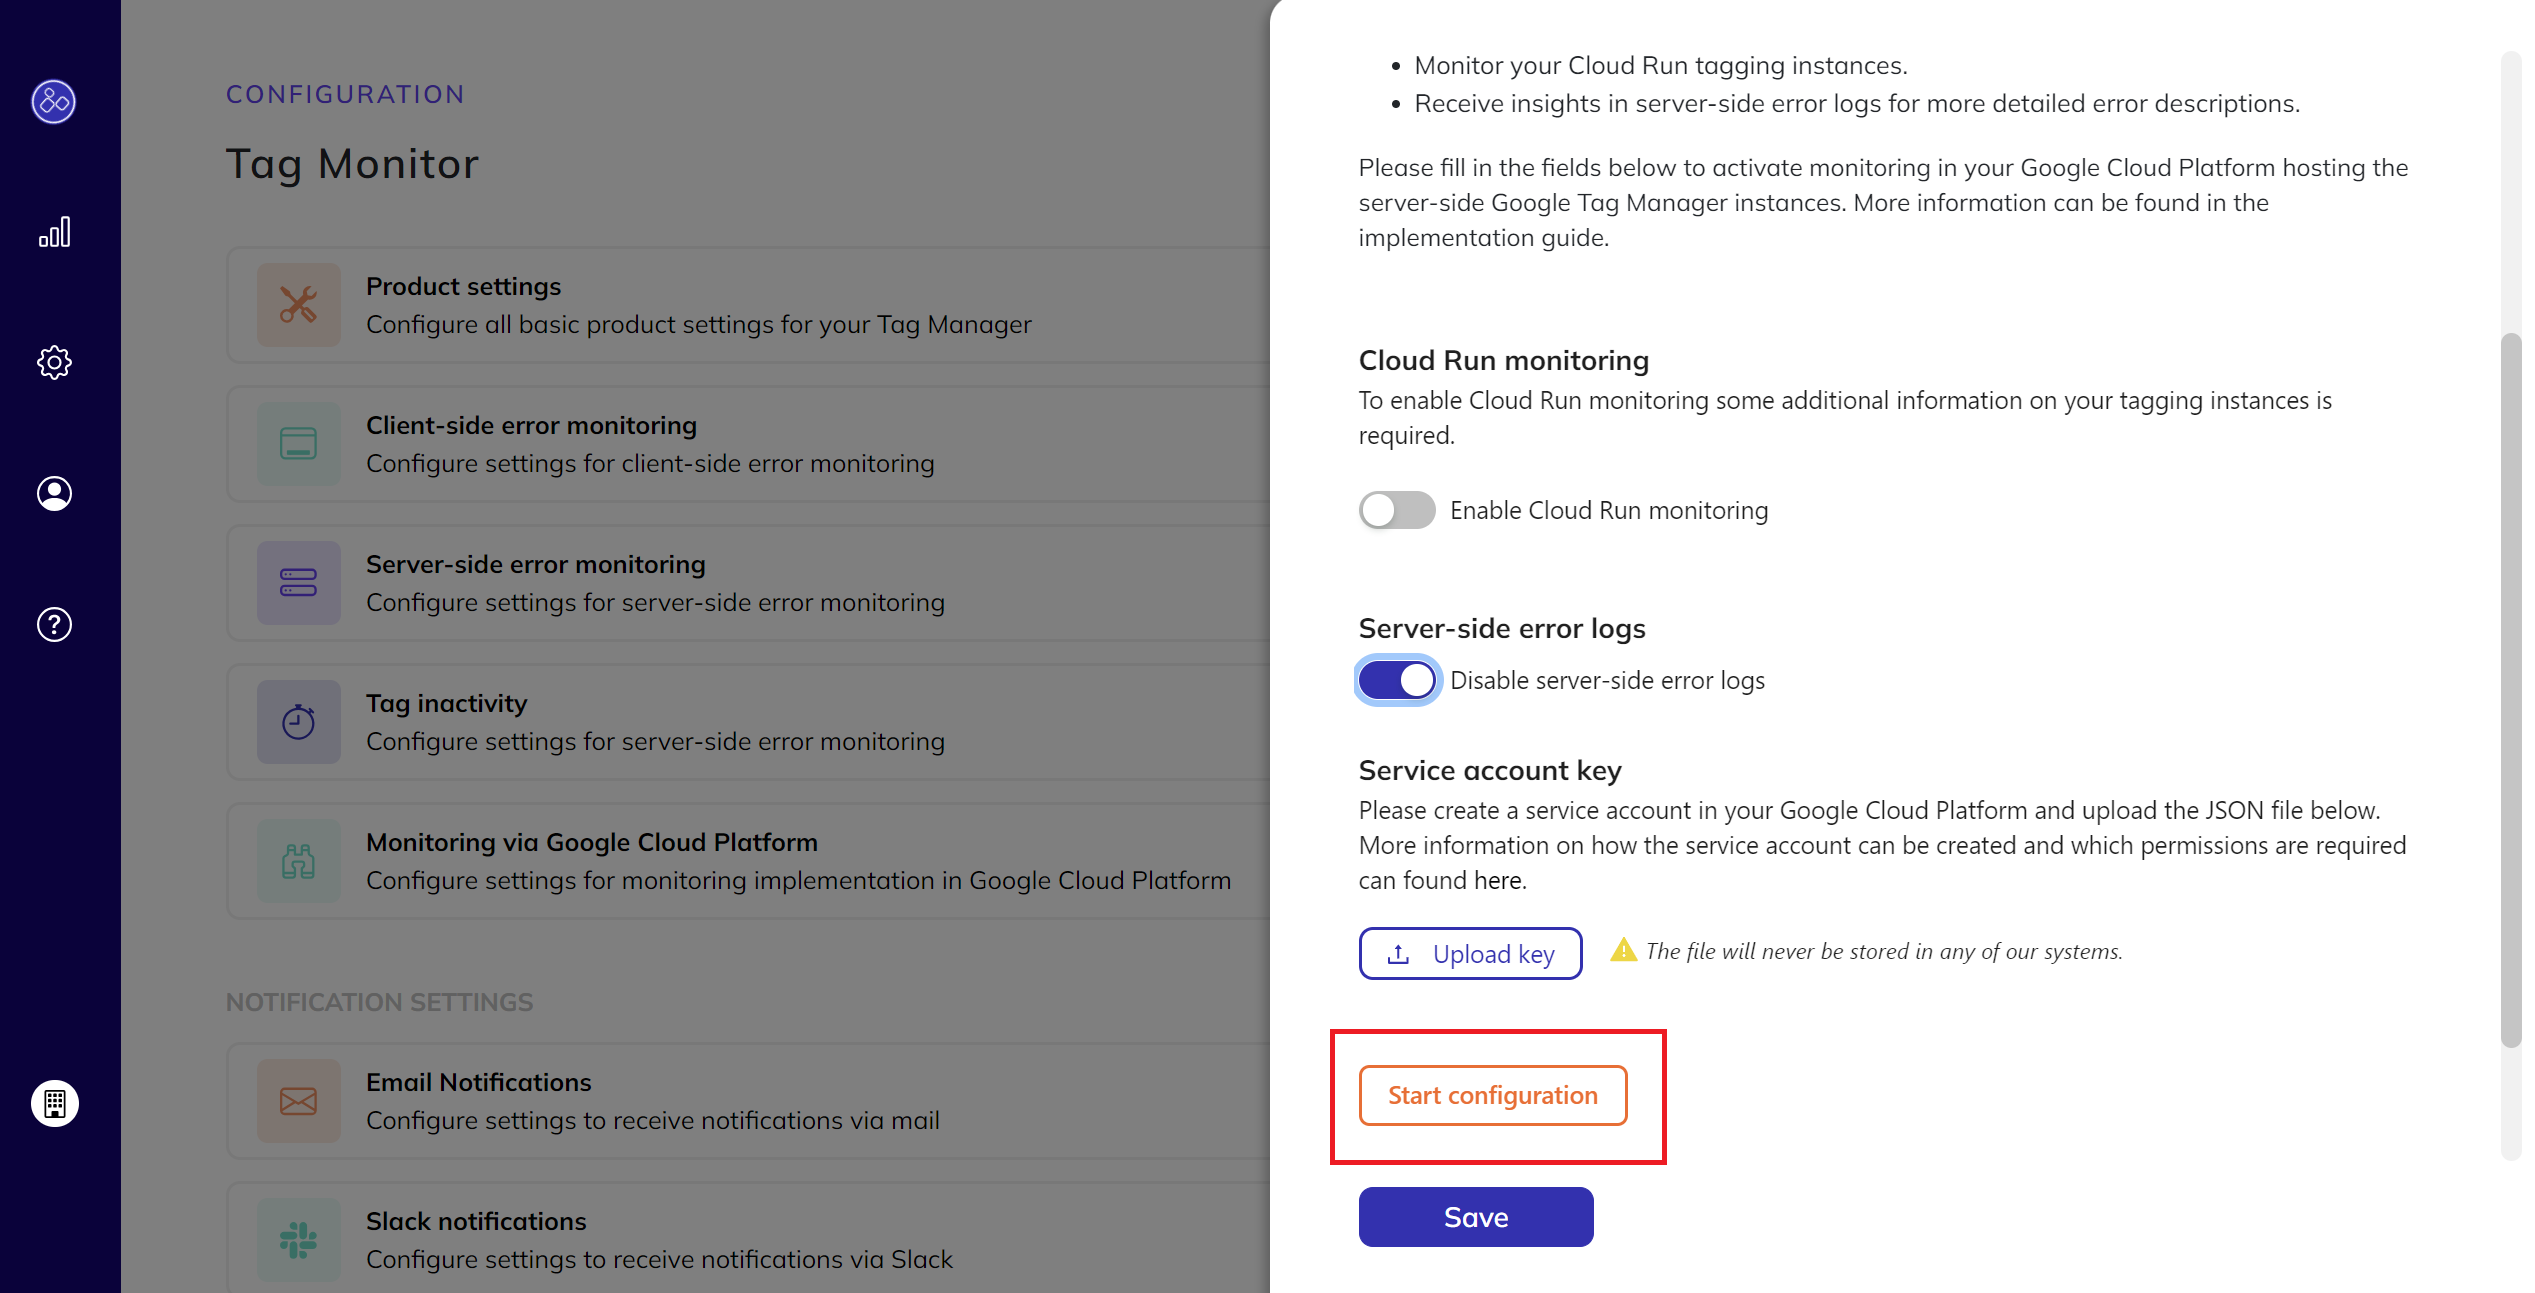 CONFIGURATION
Tag Monitor
Product settings
Configure all basic product settings for your Tag Manager
Client-side error monitoring
Configure settings for client-side error monitoring
Server-side error monitoring
Configure settings for server-side error monitoring
Tag inactivity
Configure settings for server-side error monitoring
Monitoring via Google Cloud Platform
Configure settings for monitoring implementation in Google Cloud Platform
NOTIFICATION SETTINGS
Email Notifications
Configure settings to receive notifications via mail
Slack notifications
Configure settings to receive notifications via Slack
• Monitor your Cloud Run tagging instances.
• Receive insights in server-side error logs for more detailed error descriptions.
Please fill in the fields below to activate monitoring in your Google Cloud Platform hosting the
server-side Google Tag Manager instances. More information can be found in the
implementation guide.
Cloud Run monitoring
To enable Cloud Run monitoring some additional information on your tagging instances is
required.
Enable Cloud Run monitoring
Server-side error logs
Disable server-side error logs
Service account key
Please create a service account in your Google Cloud Platform and upload the JSON file below.
More information on how the service account can be created and which permissions are required
can found here.
Upload key
The file will never be stored in any of our systems.
Start configuration
Save